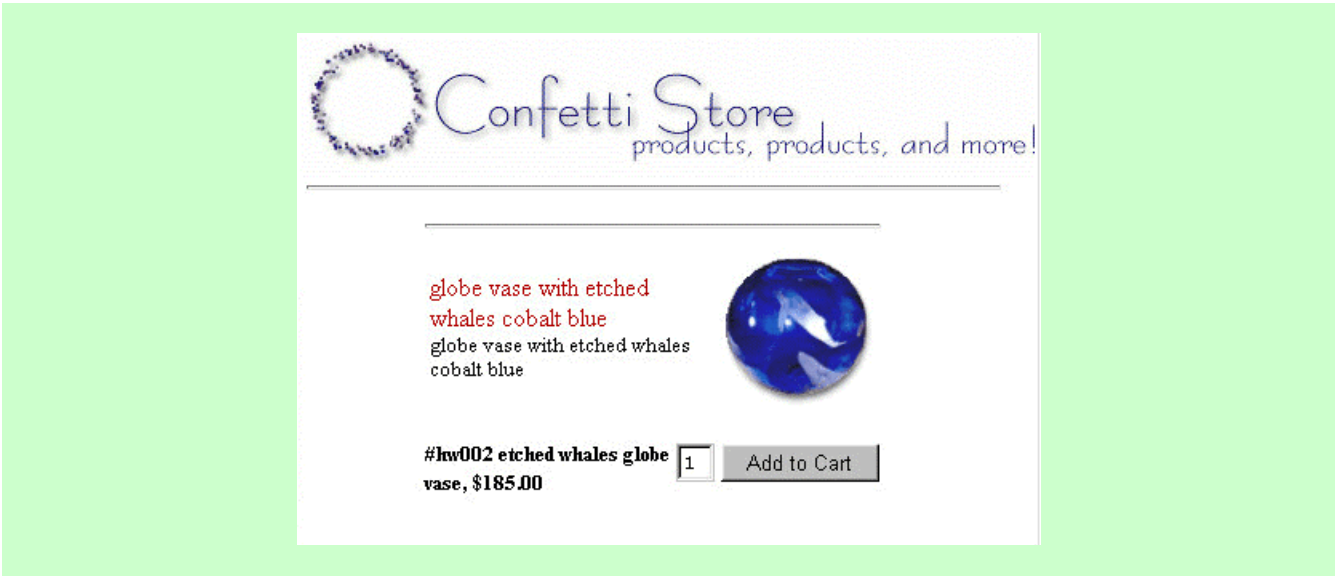 Confetti Store
products, products, and more!
globe vase with etched
whales cobalt blue
globe vase with etched whales
cobalt blue
#hw002 etched whales globe
vase, $185.00
1
Add to Cart